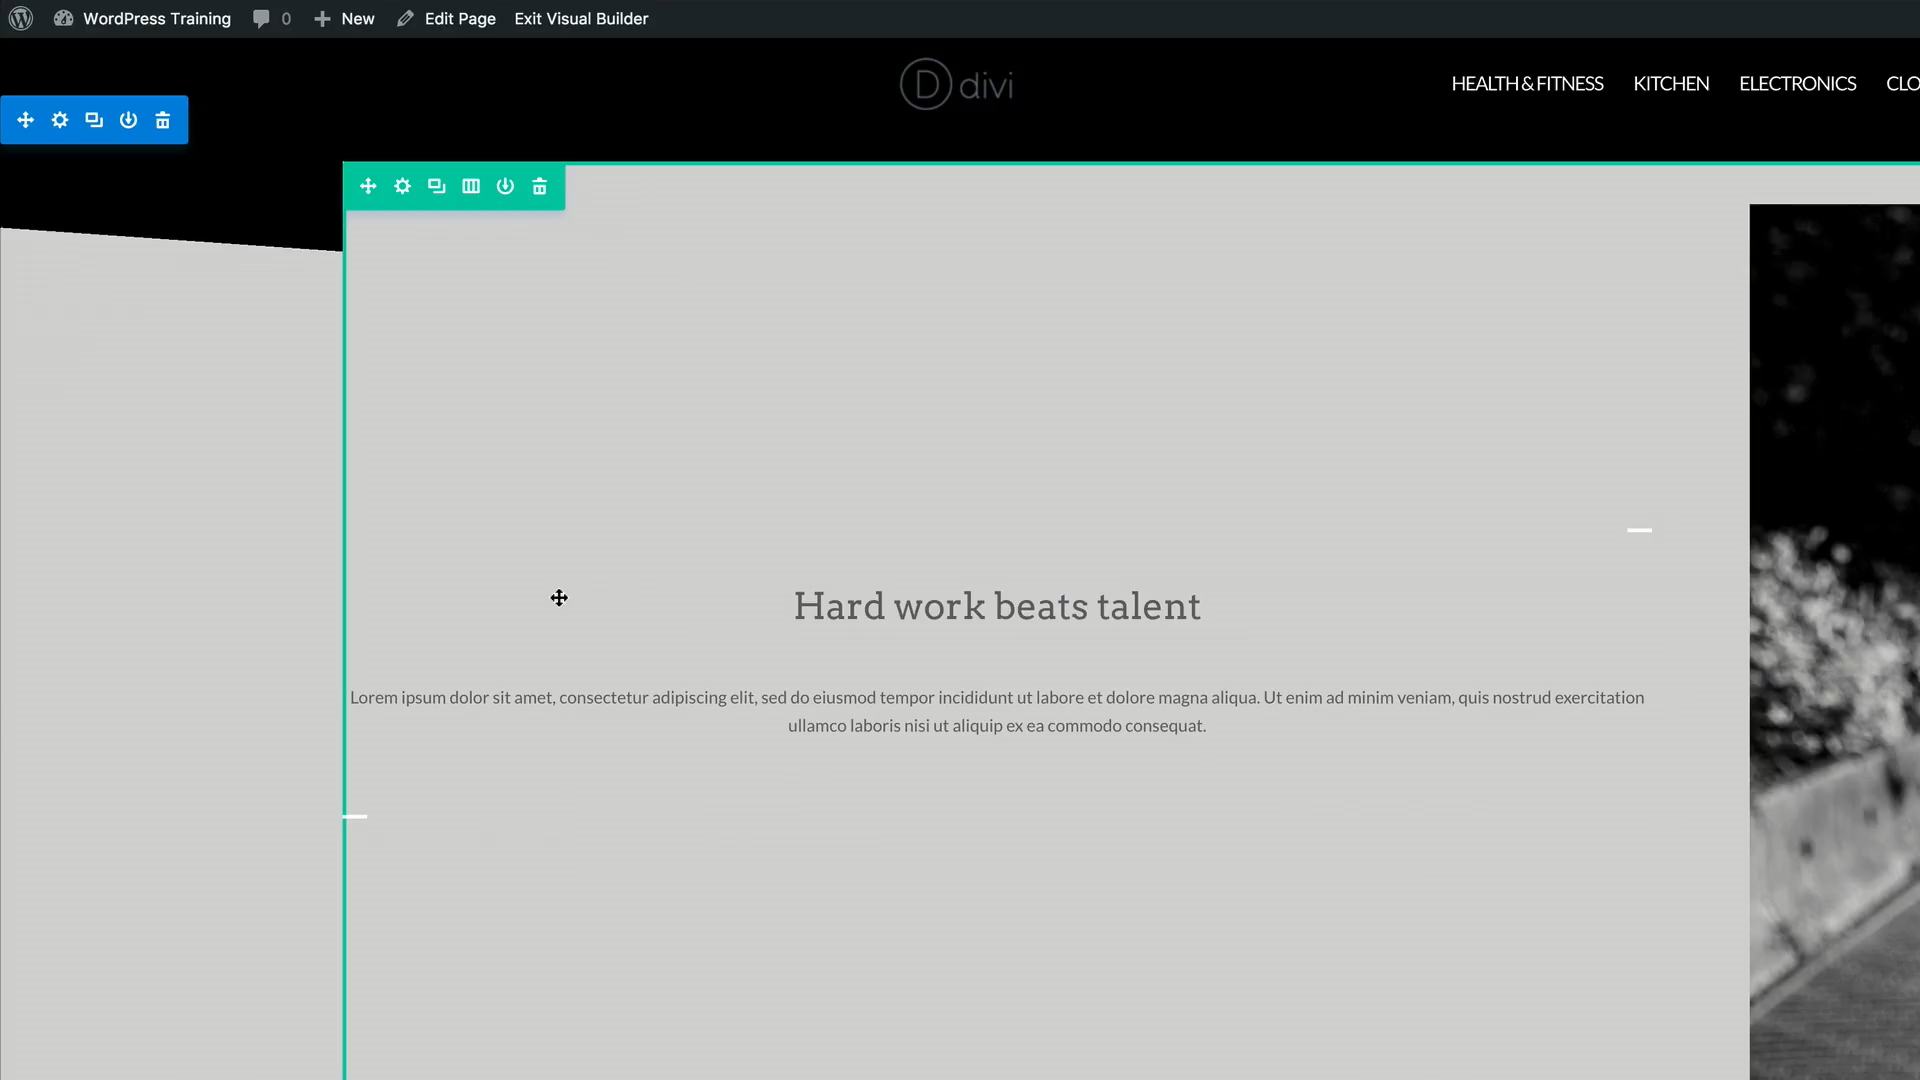 WordPress Training 0 New Edit Page Exit Visual Builder
D divi
HEALTH & FITNESS KITCHEN ELECTRONICS CLO
Hard work beats talent
Lorem ipsum dolor sit amet, consectetur adipiscing elit, sed do eiusmod tempor incididunt ut labore et dolore magna aliqua. Ut enim ad minim veniam, quis nostrud exercitation
ullamco laboris nisi ut aliquip ex ea commodo consequat.